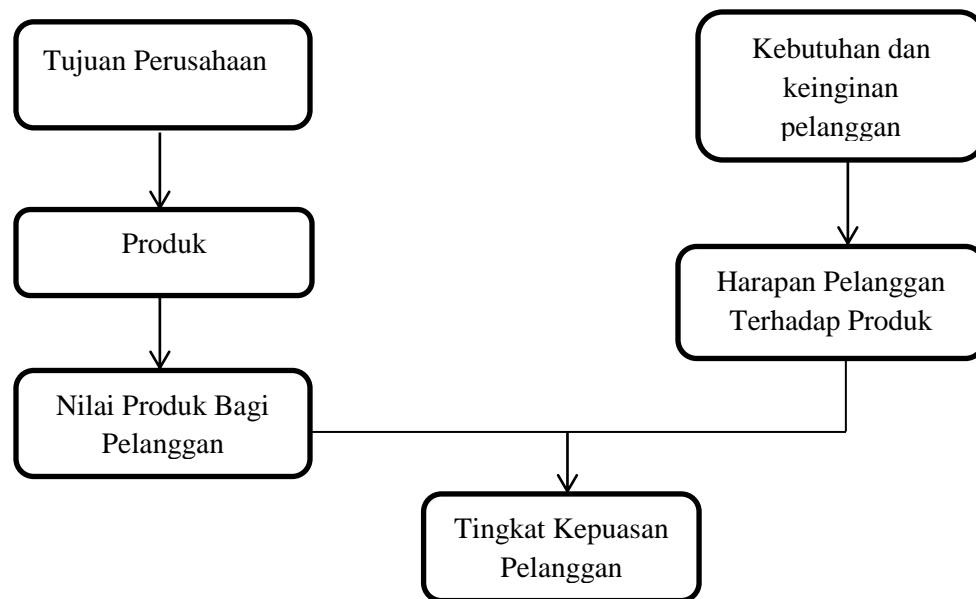 Tujuan Perusahaan
Kebutuhan dan
keinginan
pelanggan
Produk
Harapan Pelanggan
Terhadap Produk
Nilai Produk Bagi
Pelanggan
Tingkat Kepuasan
Pelanggan